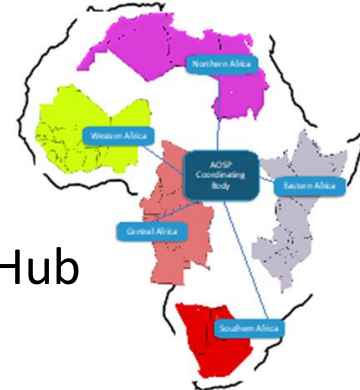 Northern Africa
Western Africa
AOSP
Coordinating
Body
Eastern Africa
Central Africa
Hub
Southern Africa